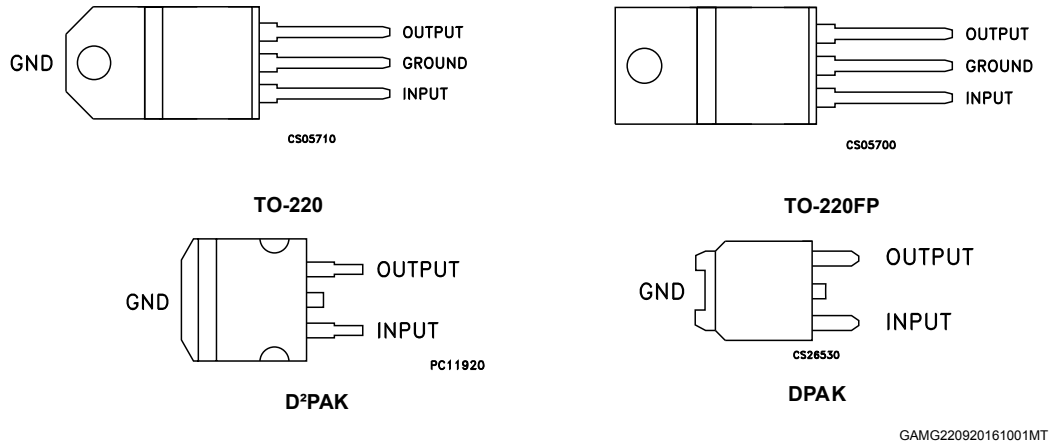 GND
OUTPUT
GROUND
INPUT
CS05710
TO-220
OUTPUT
GROUND
INPUT
CS05700
TO-220FP
GND
OUTPUT
INPUT
PC11920
D²PAK
GND
OUTPUT
INPUT
CS26530
DPAK
GAMG220920161001MT